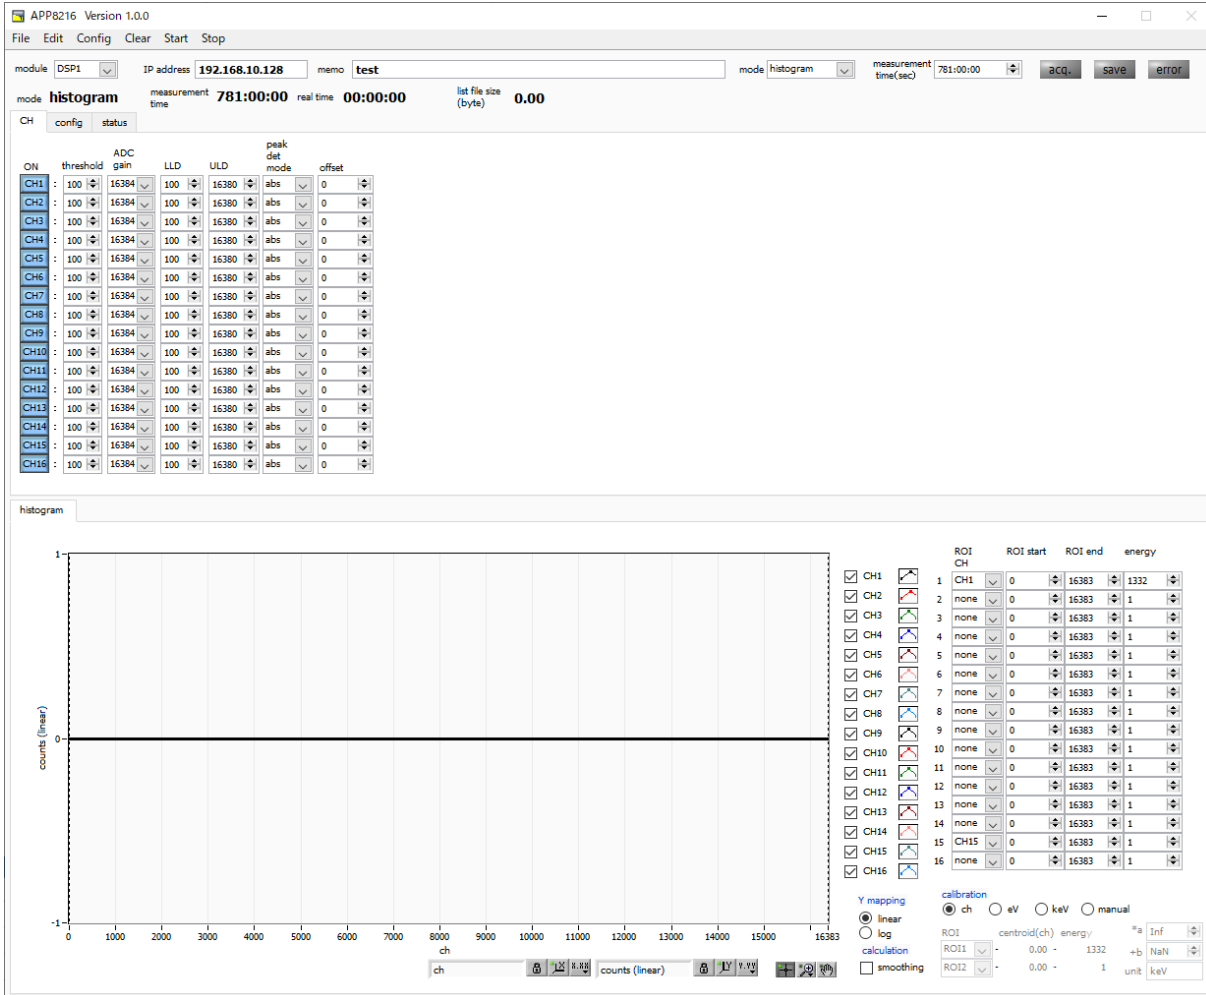 APP8216 Version 1.0.0
File Edit Config Clear Start Stop
module DSP1 IP address 192.168.10.128 memo test mode histogram measurement time(sec) 781:00:00 acq. save error
mode histogram measurement time 781:00:00 real time 00:00:00 list file size (byte) 0.00
CH config status
ON threshold ADC gain LLD ULD peak det mode offset
CH1 : 100 16384 100 16380 abs 0
CH2 : 100 16384 100 16380 abs 0
CH3 : 100 16384 100 16380 abs 0
CH4 : 100 16384 100 16380 abs 0
CH5 : 100 16384 100 16380 abs 0
CH6 : 100 16384 100 16380 abs 0
CH7 : 100 16384 100 16380 abs 0
CH8 : 100 16384 100 16380 abs 0
CH9 : 100 16384 100 16380 abs 0
CH10 : 100 16384 100 16380 abs 0
CH11 : 100 16384 100 16380 abs 0
CH12 : 100 16384 100 16380 abs 0
CH13 : 100 16384 100 16380 abs 0
CH14 : 100 16384 100 16380 abs 0
CH15 : 100 16384 100 16380 abs 0
CH16 : 100 16384 100 16380 abs 0
histogram
counts (linear)
1
0
-1
0 1000 2000 3000 4000 5000 6000 7000 8000 9000 10000 11000 12000 13000 14000 15000 16383
ch
ch counts (linear)
CH1
CH2
CH3
CH4
CH5
CH6
CH7
CH8
CH9
CH10
CH11
CH12
CH13
CH14
CH15
CH16
ROI CH ROI start ROI end energy
1 CH1 0 16383 1332
2 none 0 16383 1
3 none 0 16383 1
4 none 0 16383 1
5 none 0 16383 1
6 none 0 16383 1
7 none 0 16383 1
8 none 0 16383 1
9 none 0 16383 1
10 none 0 16383 1
11 none 0 16383 1
12 none 0 16383 1
13 none 0 16383 1
14 none 0 16383 1
15 CH15 0 16383 1
16 none 0 16383 1
Y mapping
linear
log
calculation
smoothing
calibration
ch eV keV manual
ROI centroid(ch) energy *a Inf
ROI1 - 0.00 - 1332 +b NaN
ROI2 - 0.00 - 1 unit keV